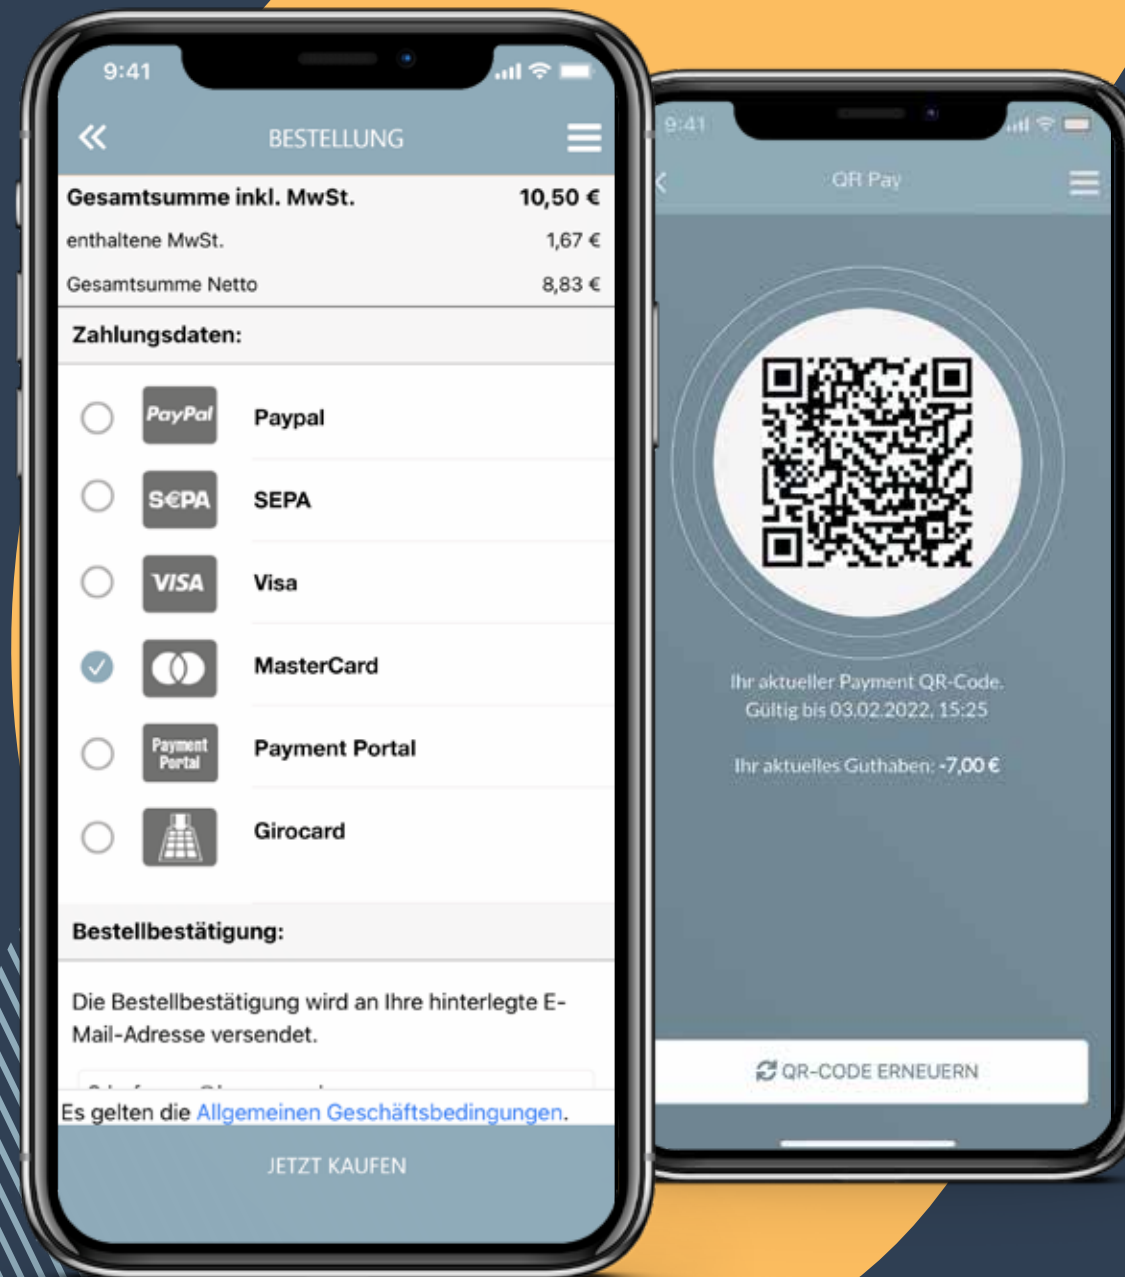 9:41
BESTELLUNG
Gesamtsumme inkl. MwSt. 10,50 €
enthaltene MwSt. 1,67 €
Gesamtsumme Netto 8,83 €
Zahlungsdaten:
PayPal Paypal
S€PA SEPA
VISA Visa
MasterCard
Payment Portal Payment Portal
Girocard
Bestellbestätigung:
Die Bestellbestätigung wird an Ihre hinterlegte E-
Mail-Adresse versendet.
Es gelten die Allgemeinen Geschäftsbedingungen.
JETZT KAUFEN
9:41
QR Pay
Ihr aktueller Payment QR-Code.
Gültig bis 03.02.2022, 15:25
Ihr aktuelles Guthaben: -7,00 €
QR-CODE ERNEUERN